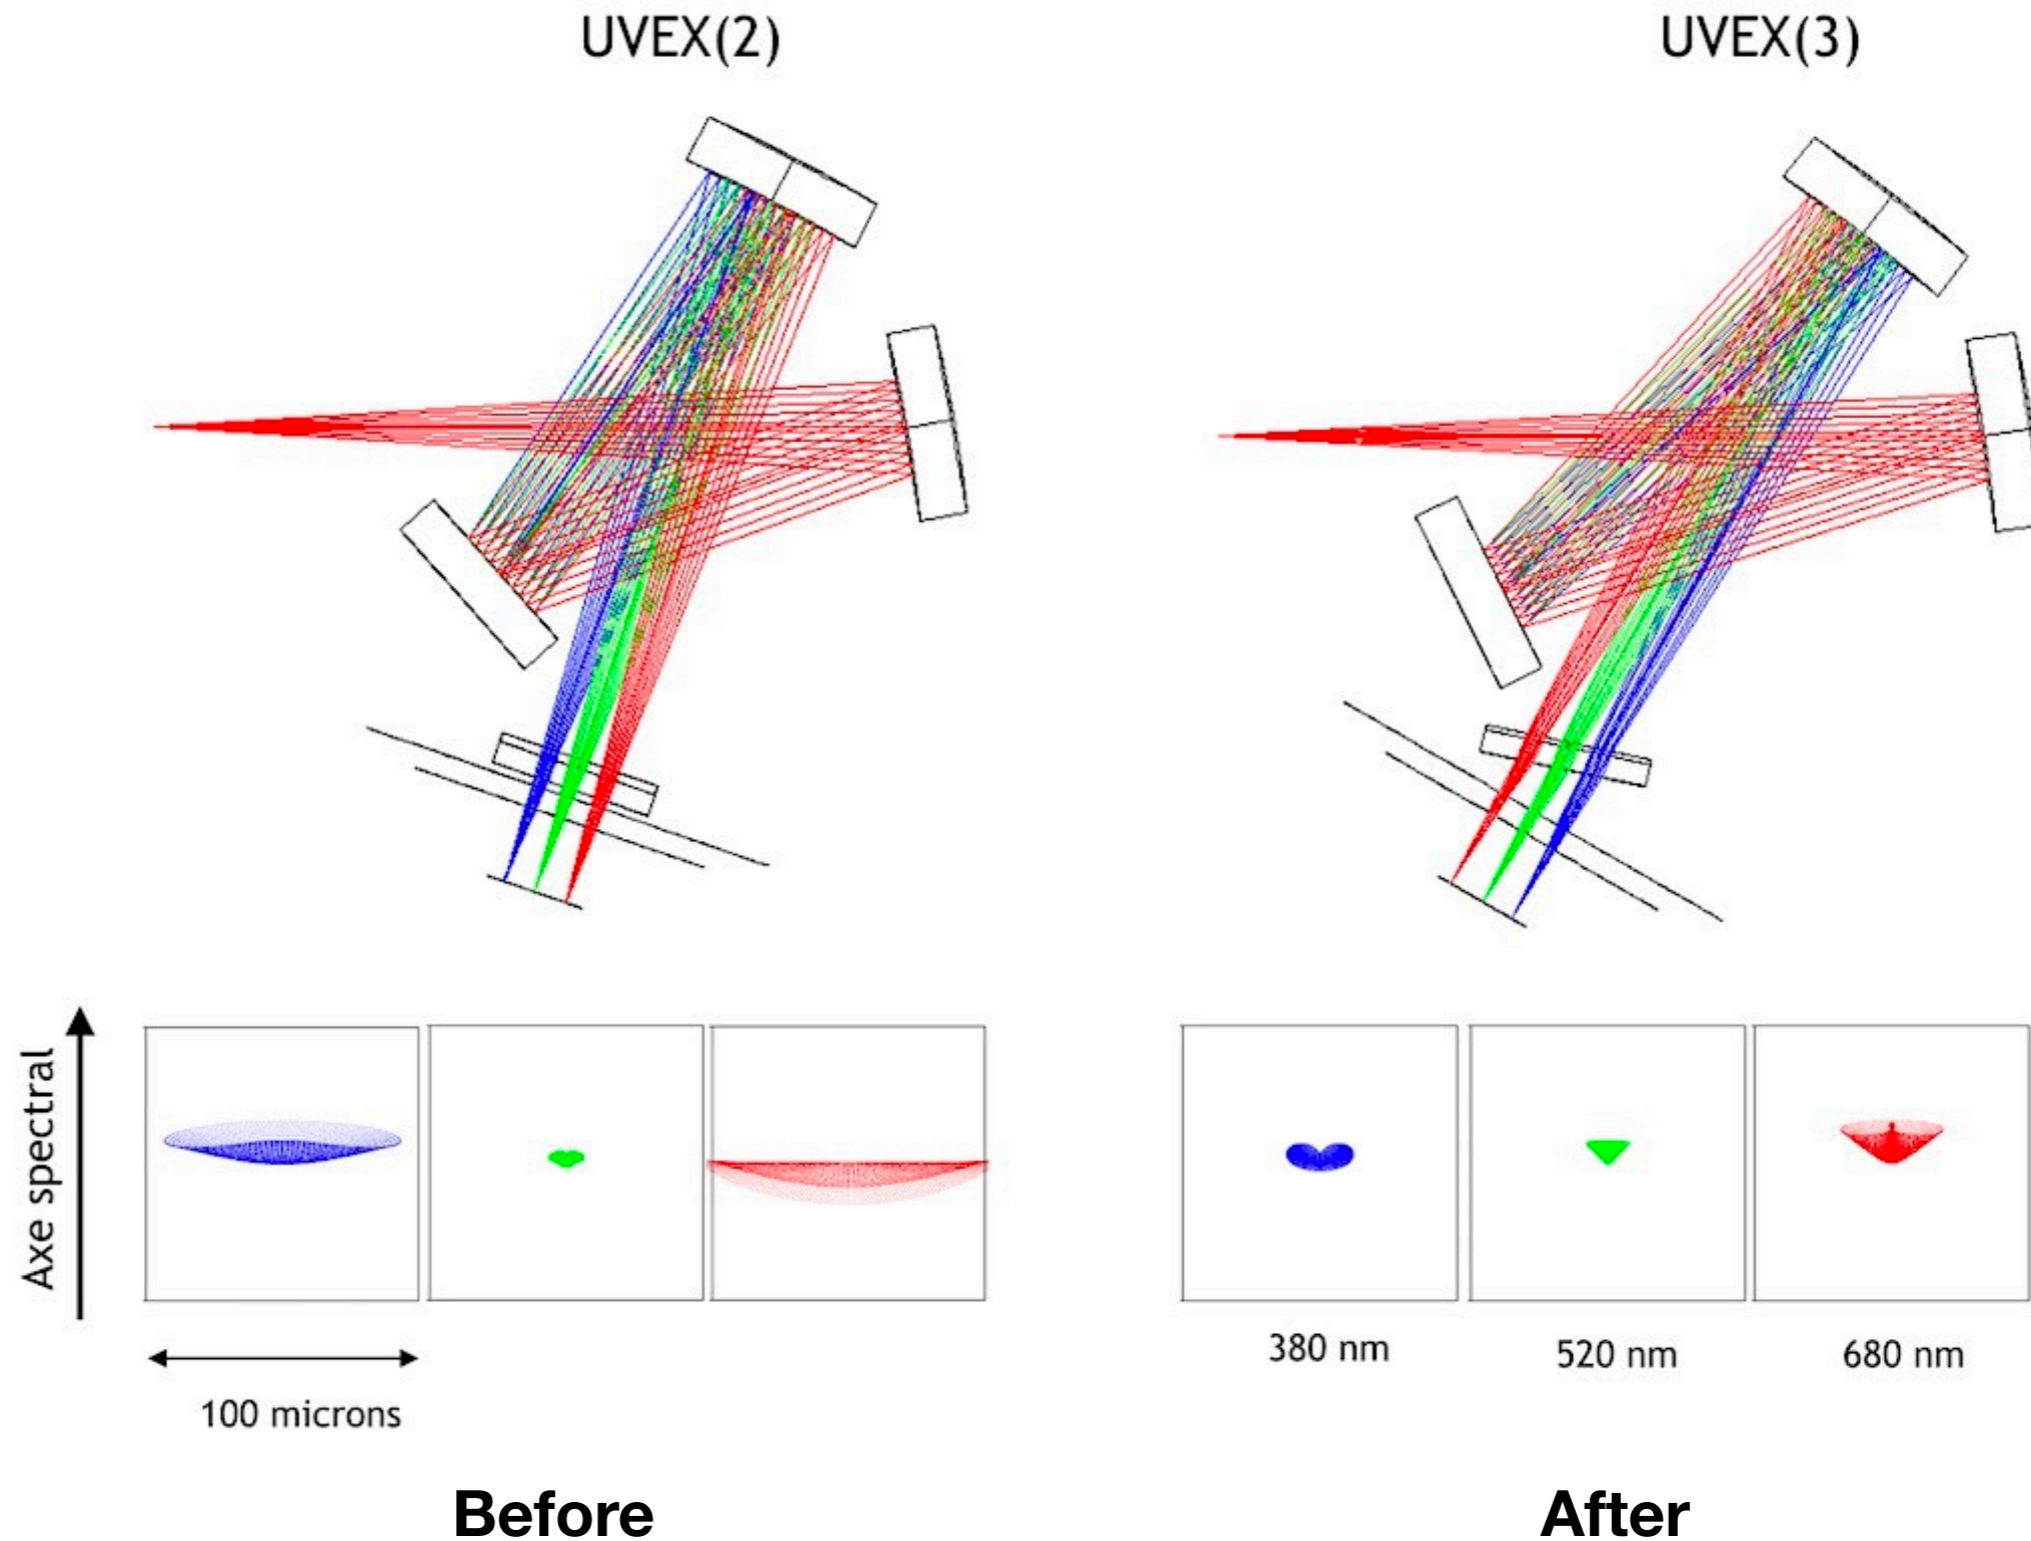 UVEX(2)
UVEX(3)
Axe spectral
380 nm
520 nm
680 nm
100 microns
Before
After